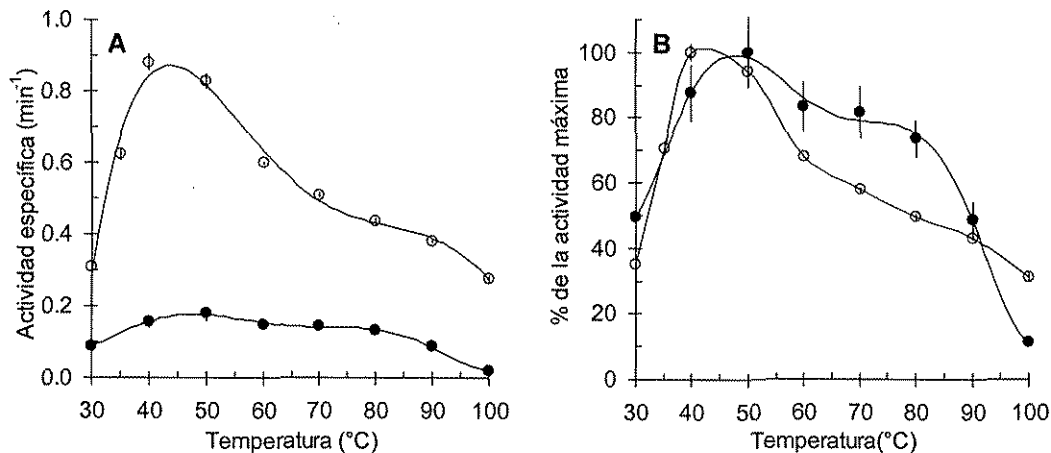 A
Actividad específica (min⁻¹)
1.0
0.8
0.6
0.4
0.2
0.0
30 40 50 60 70 80 90 100
Temperatura (°C)
B
% de la actividad máxima
100
80
60
40
20
0
30 40 50 60 70 80 90 100
Temperatura(°C)